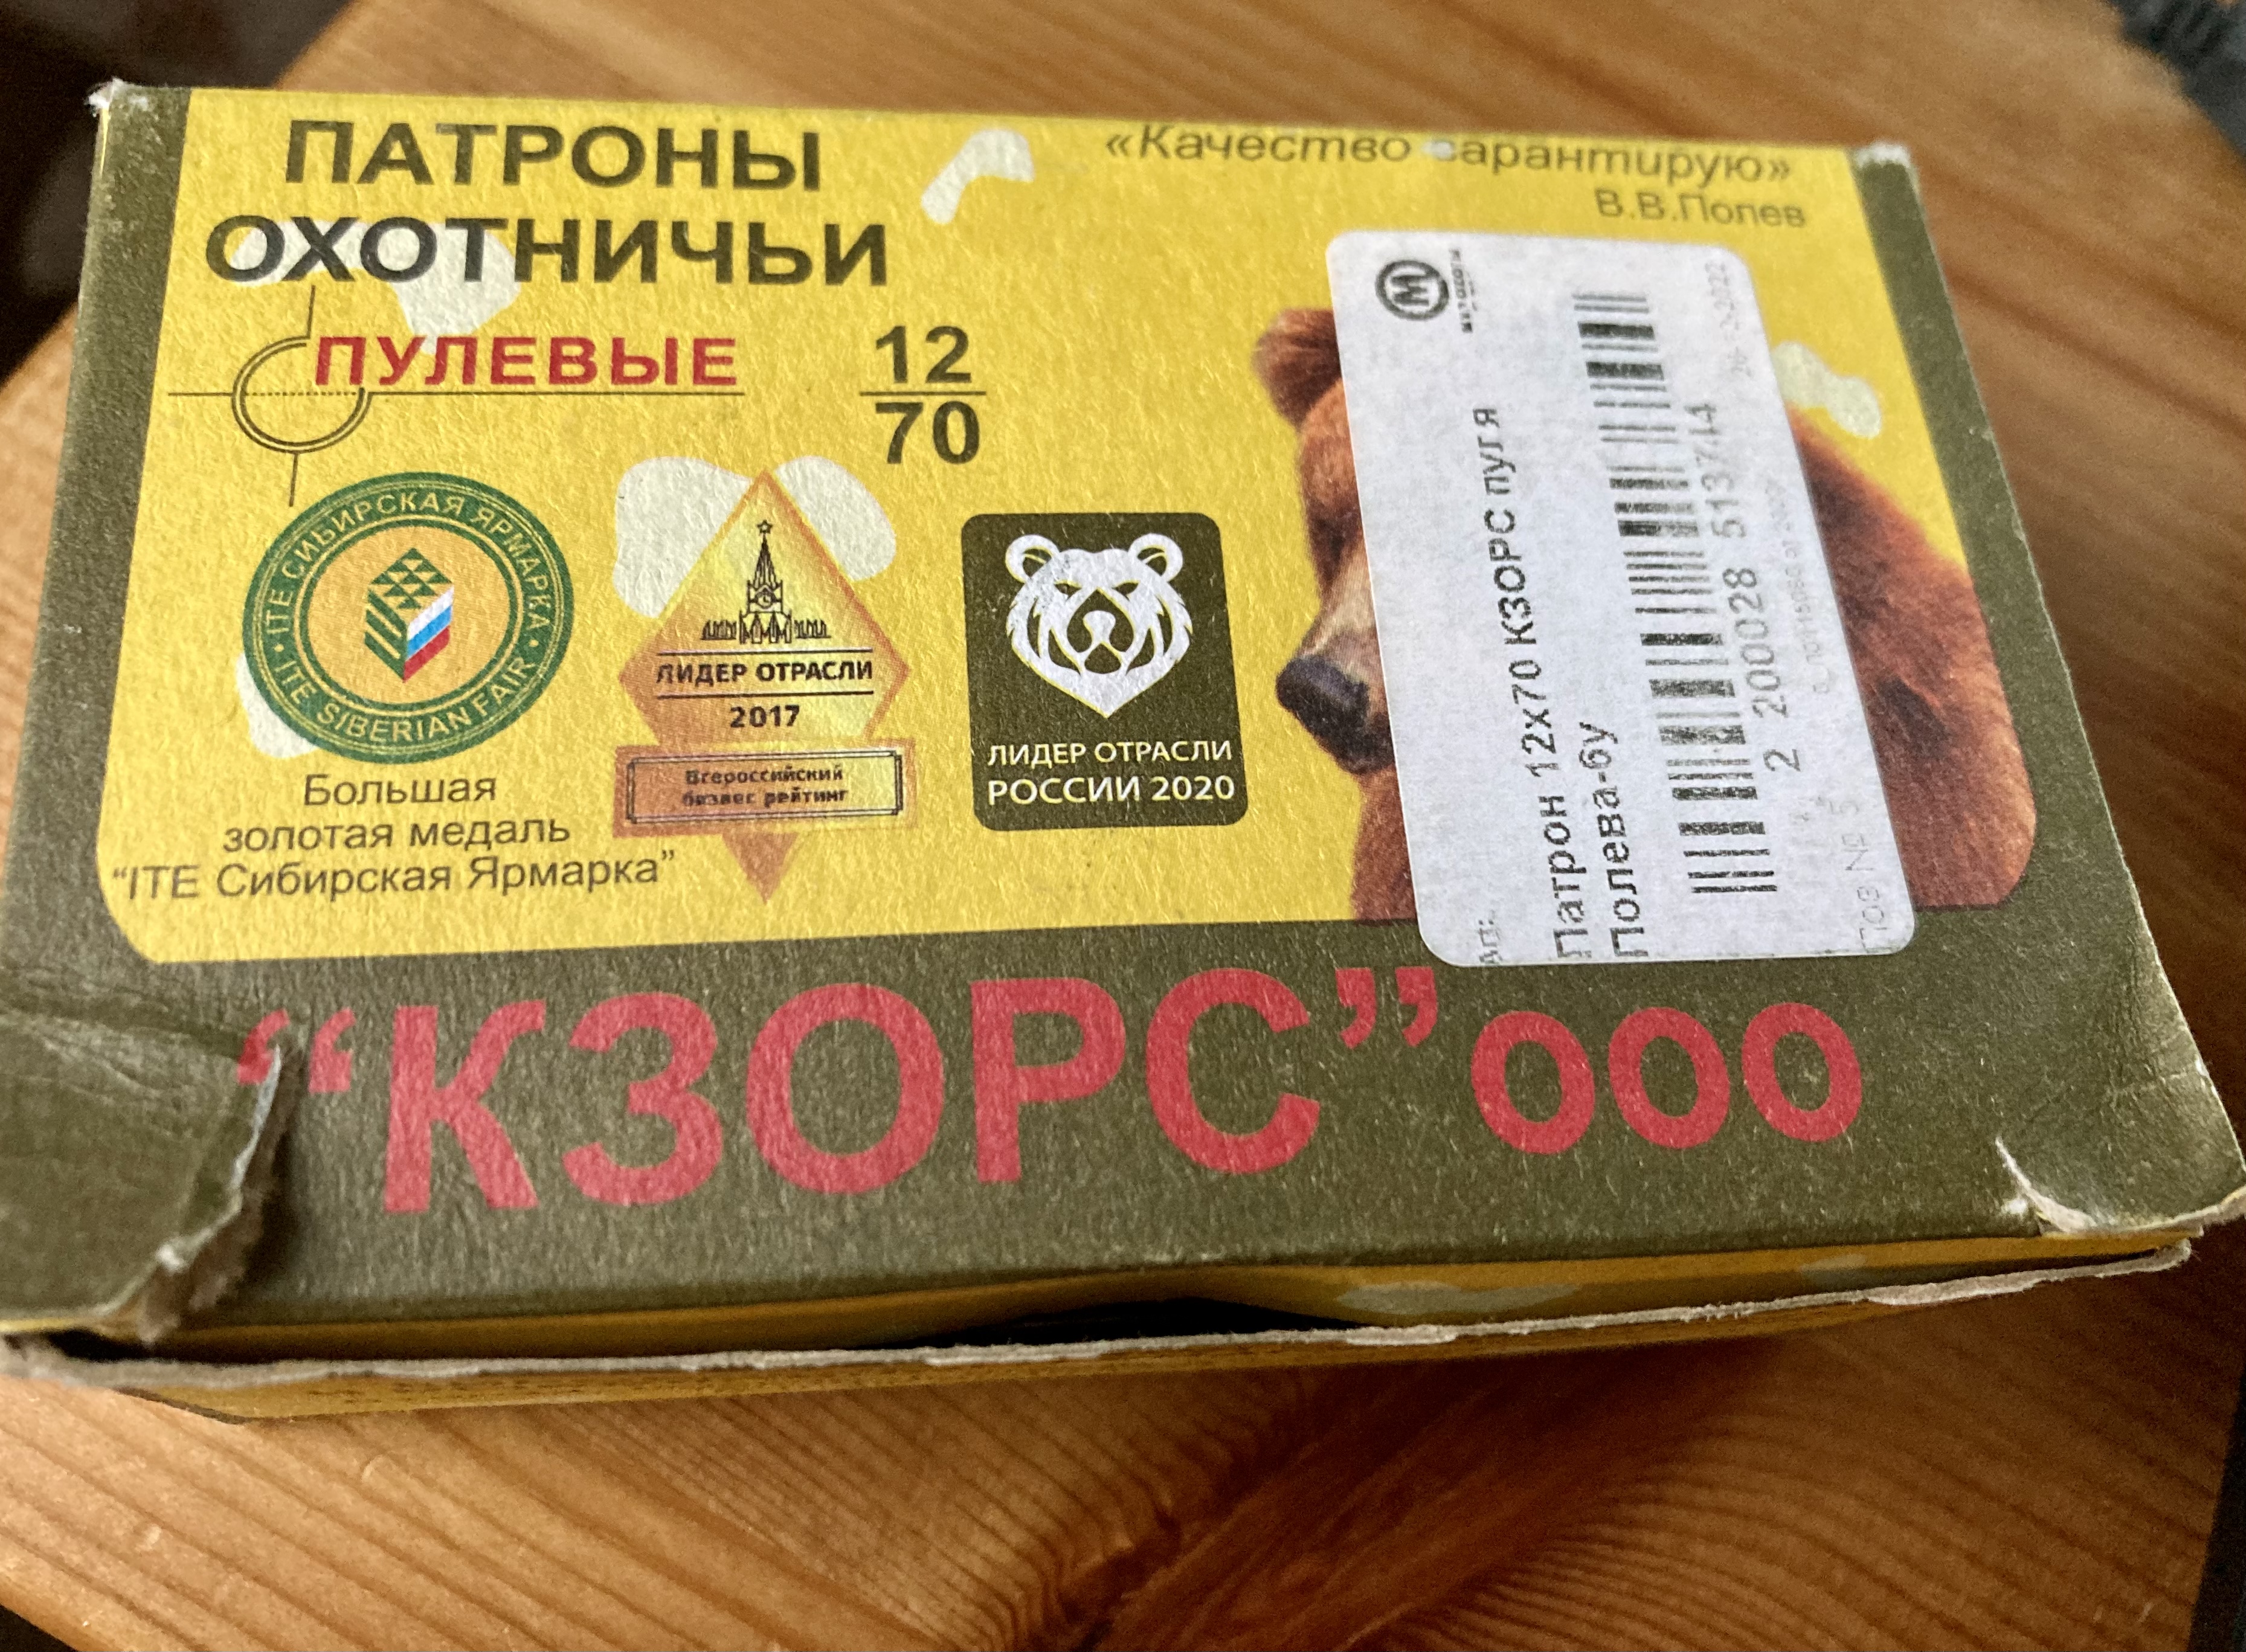 ПАТРОНЫ
ОХОТНИЧЬИ
ПУЛЕВЫЕ
12
70
«Качество гарантирую»
В.В.Полев
ITE СИБИРСКАЯ ЯРМАРКА
ITE SIBERIAN FAIR
Большая
золотая медаль
“ITE Сибирская Ярмарка”
ЛИДЕР ОТРАСЛИ
2017
Всероссийский
бизнес рейтинг
ЛИДЕР ОТРАСЛИ
РОССИИ 2020
М
Патрон 12х70 КЗОРС пуля
Полева-6у
2 000028 513744
“КЗОРС”ООО